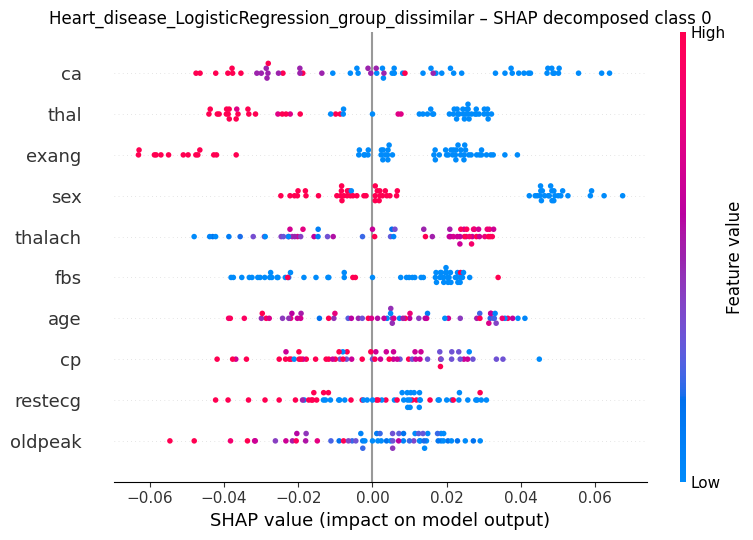 Heart_disease_LogisticRegression_group_dissimilar – SHAP decomposed class 0
High
ca
thal
exang
sex
thalach
fbs
age
cp
restecg
oldpeak
Feature value
Low
−0.06 −0.04 −0.02 0.00 0.02 0.04 0.06
SHAP value (impact on model output)